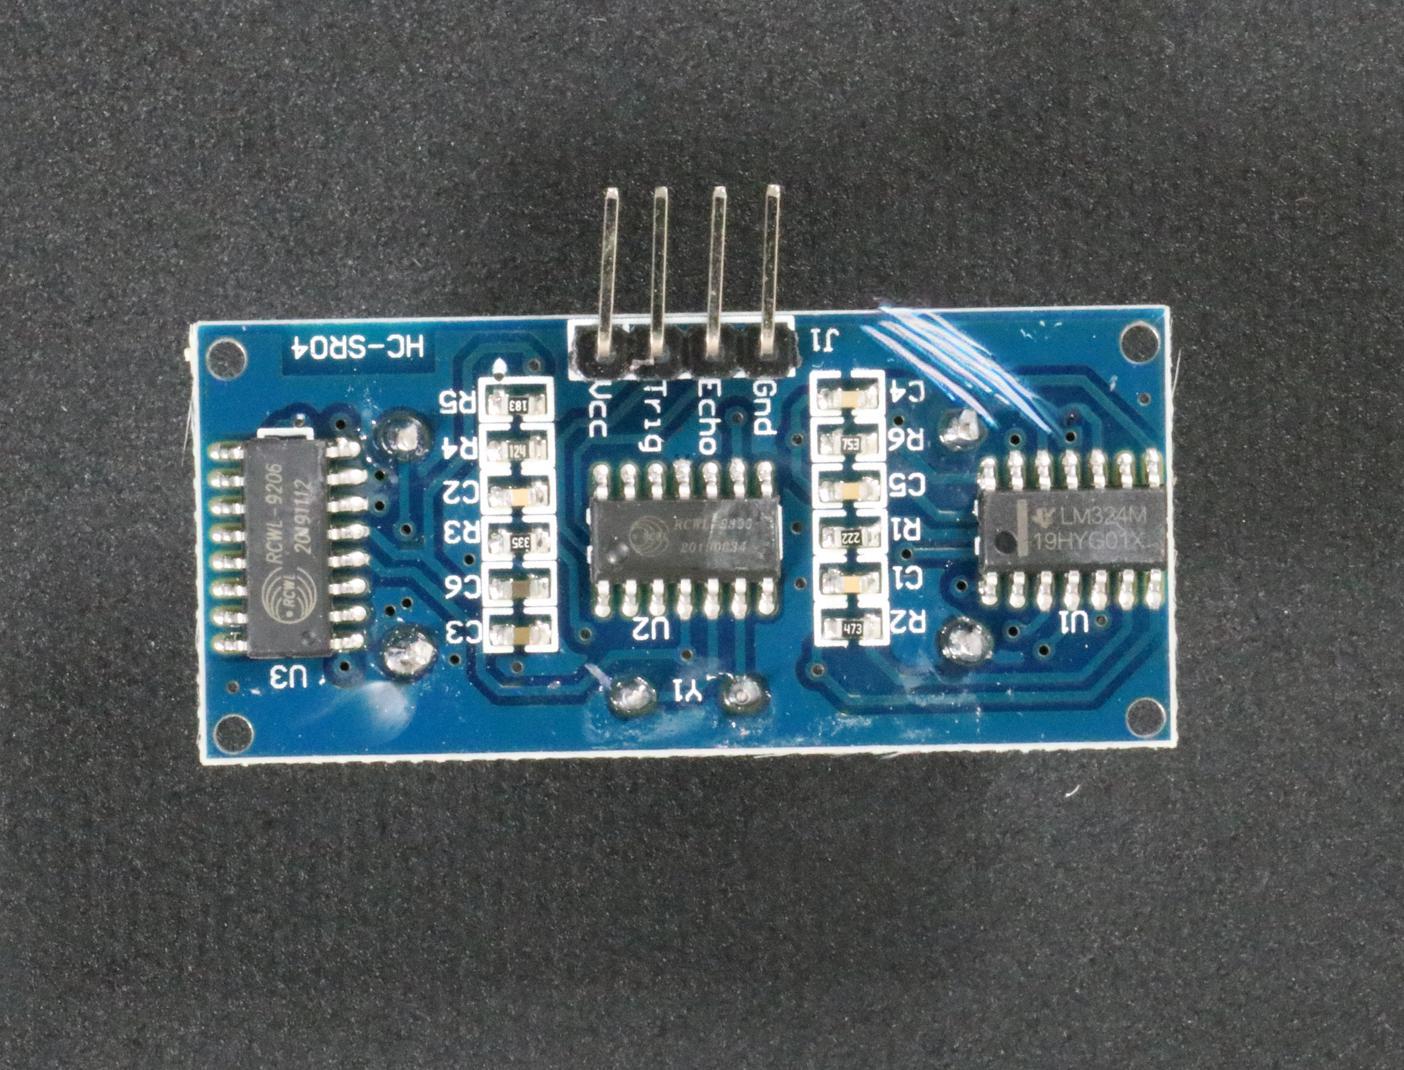 HC-SR04
J1
Vcc
Trig
Echo
Gnd
R5
183
R4
124
C2
R3
335
C6
C3
C4
R6
753
C5
R1
222
C1
R2
473
RCWL-9206
20191112
RCWL
U3
U2
LM324M
19HYG01X
U1
Y1